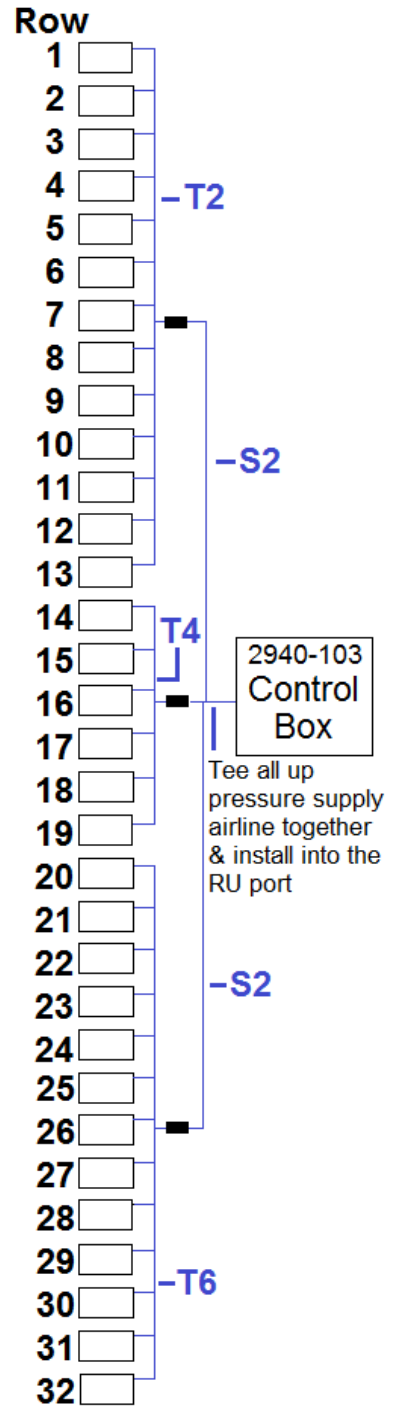 Row
1
2
3
4
–T2
5
6
7
8
9
10
–S2
11
12
13
14
T4
15
2940-103
Control
Box
16
17
Tee all up
pressure supply
airline together
& install into the
RU port
18
19
20
21
22
–S2
23
24
25
26
27
28
29
–T6
30
31
32